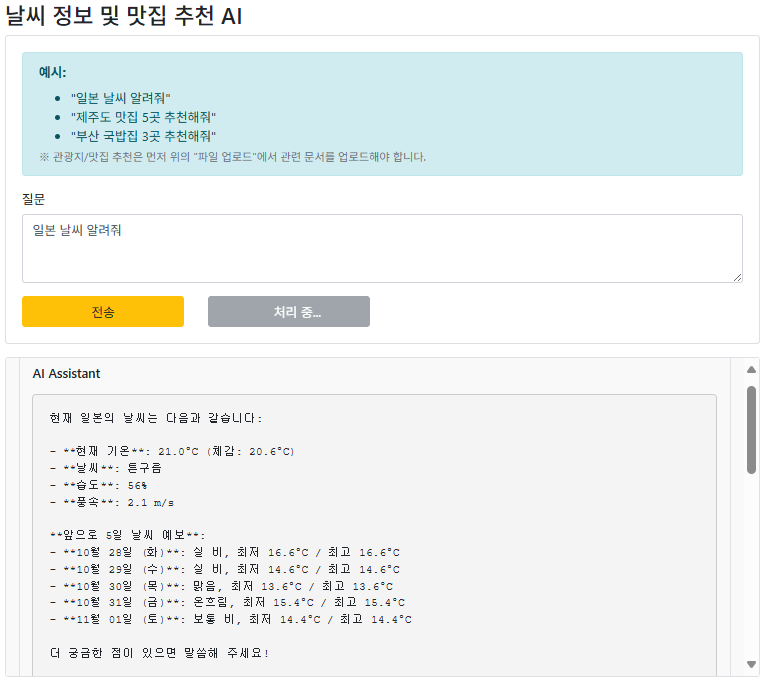 날씨 정보 및 맛집 추천 AI
예시:
• "일본 날씨 알려줘"
• "제주도 맛집 5곳 추천해줘"
• "부산 국밥집 3곳 추천해줘"
※ 관광지/맛집 추천은 먼저 위의 "파일 업로드"에서 관련 문서를 업로드해야 합니다.
질문
일본 날씨 알려줘
전송
처리 중...
AI Assistant
현재 일본의 날씨는 다음과 같습니다:
- **현재 기온**: 21.0°C (체감: 20.6°C)
- **날씨**: 튼구름
- **습도**: 56%
- **풍속**: 2.1 m/s
**앞으로 5일 날씨 예보**:
- **10월 28일 (화)**: 실 비, 최저 16.6°C / 최고 16.6°C
- **10월 29일 (수)**: 실 비, 최저 14.6°C / 최고 14.6°C
- **10월 30일 (목)**: 맑음, 최저 13.6°C / 최고 13.6°C
- **10월 31일 (금)**: 온흐림, 최저 15.4°C / 최고 15.4°C
- **11월 01일 (토)**: 보통 비, 최저 14.4°C / 최고 14.4°C
더 궁금한 점이 있으면 말씀해 주세요!